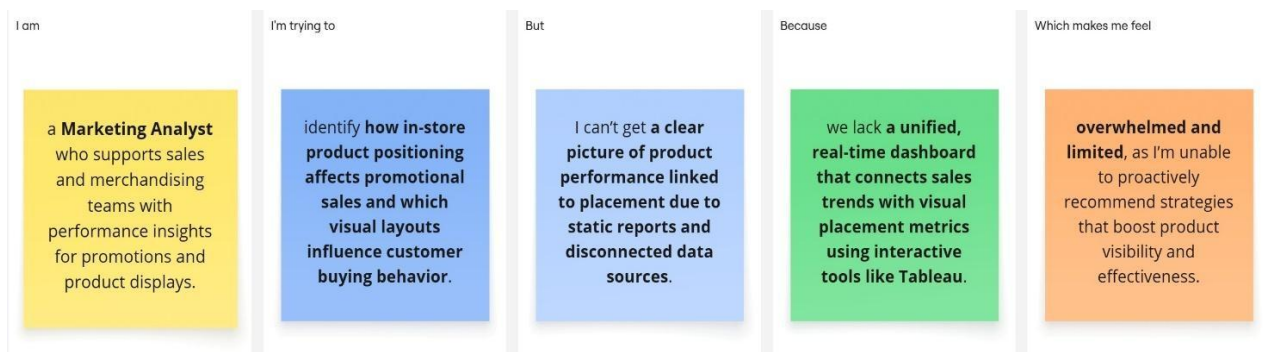 I am
a Marketing Analyst
who supports sales
and merchandising
teams with
performance insights
for promotions and
product displays.
I'm trying to
identify how in-store
product positioning
affects promotional
sales and which
visual layouts
influence customer
buying behavior.
But
I can't get a clear
picture of product
performance linked
to placement due to
static reports and
disconnected data
sources.
Because
we lack a unified,
real-time dashboard
that connects sales
trends with visual
placement metrics
using interactive
tools like Tableau.
Which makes me feel
overwhelmed and
limited, as I'm unable
to proactively
recommend strategies
that boost product
visibility and
effectiveness.